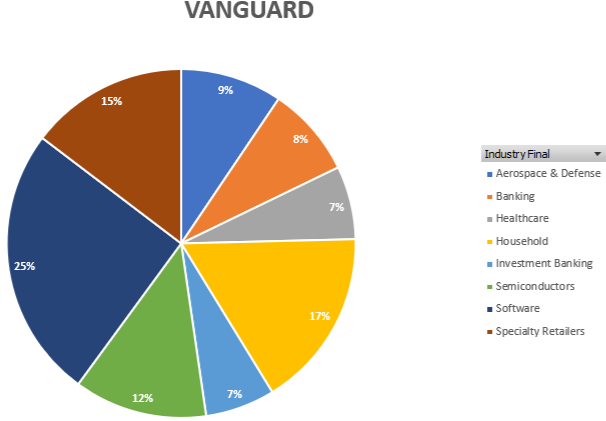 VANGUARD
9%
8%
7%
17%
7%
12%
25%
15%
Industry Final
Aerospace & Defense
Banking
Healthcare
Household
Investment Banking
Semiconductors
Software
Specialty Retailers